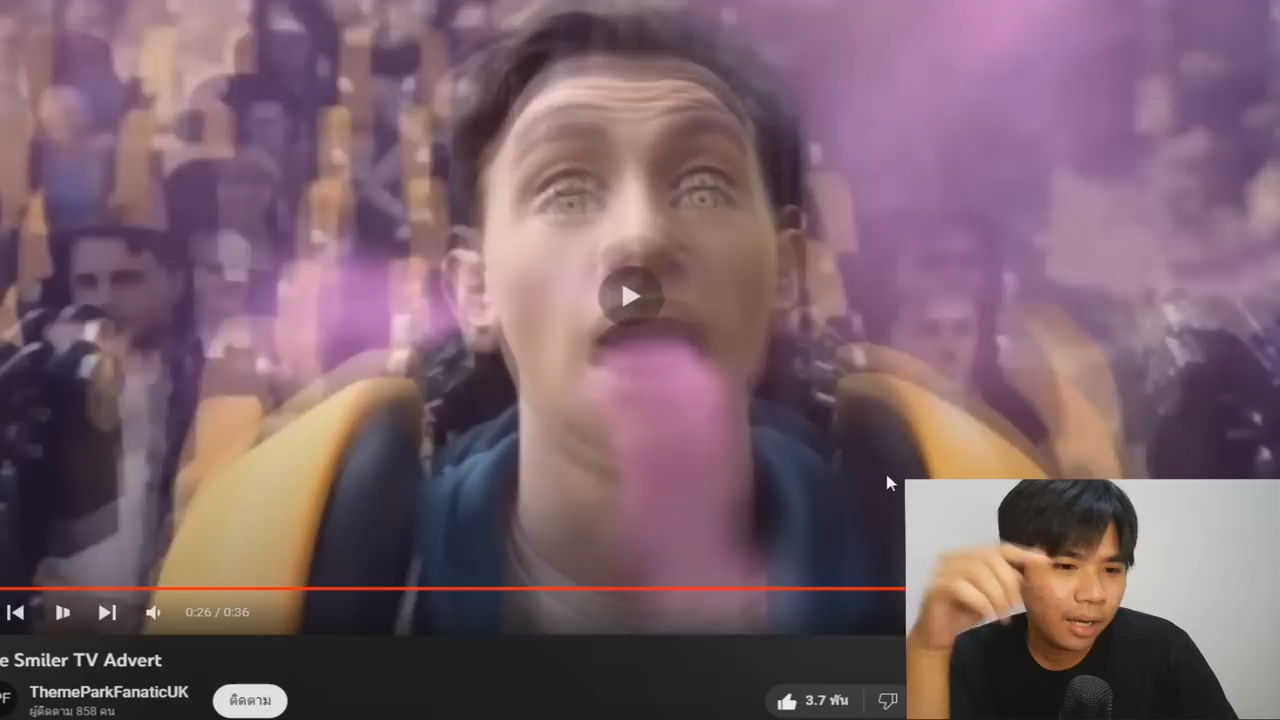 0:26 / 0:36
e Smiler TV Advert
PF
ThemeParkFanaticUK
ผู้ติดตาม 858 คน
ติดตาม
3.7 พัน